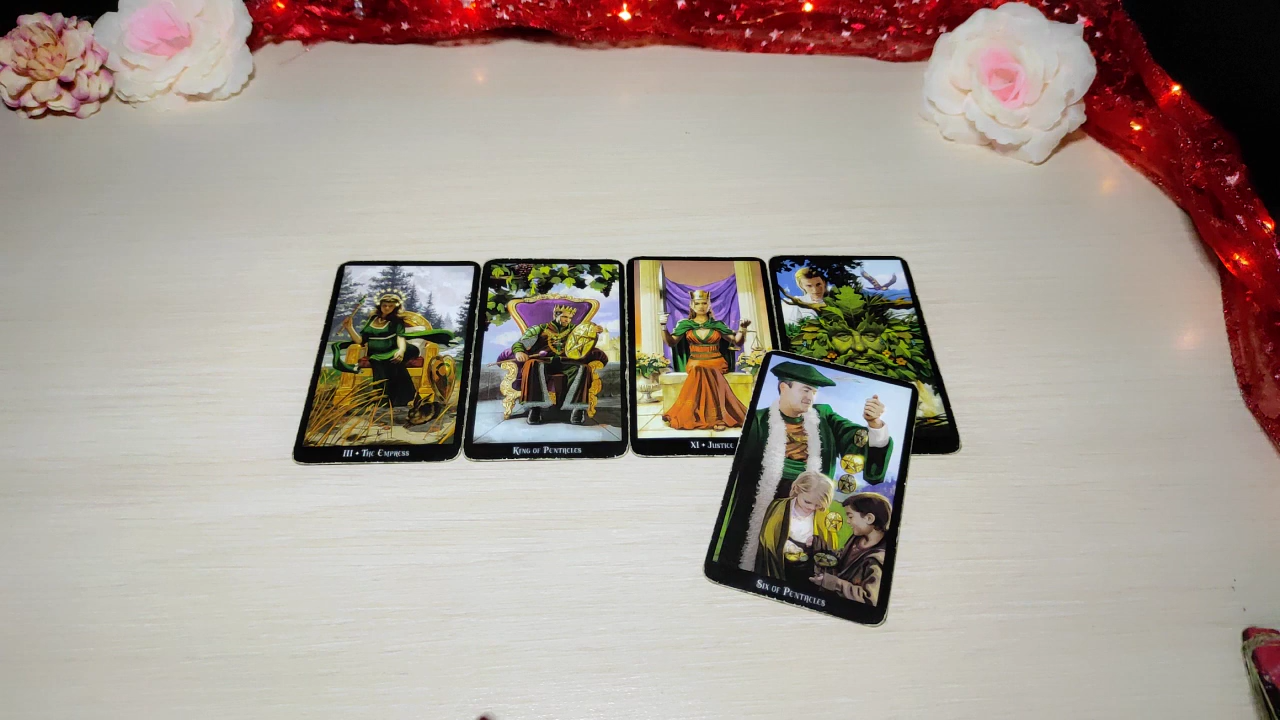 III • The Empress
King of Pentacles
XI • Justice
Six of Pentacles